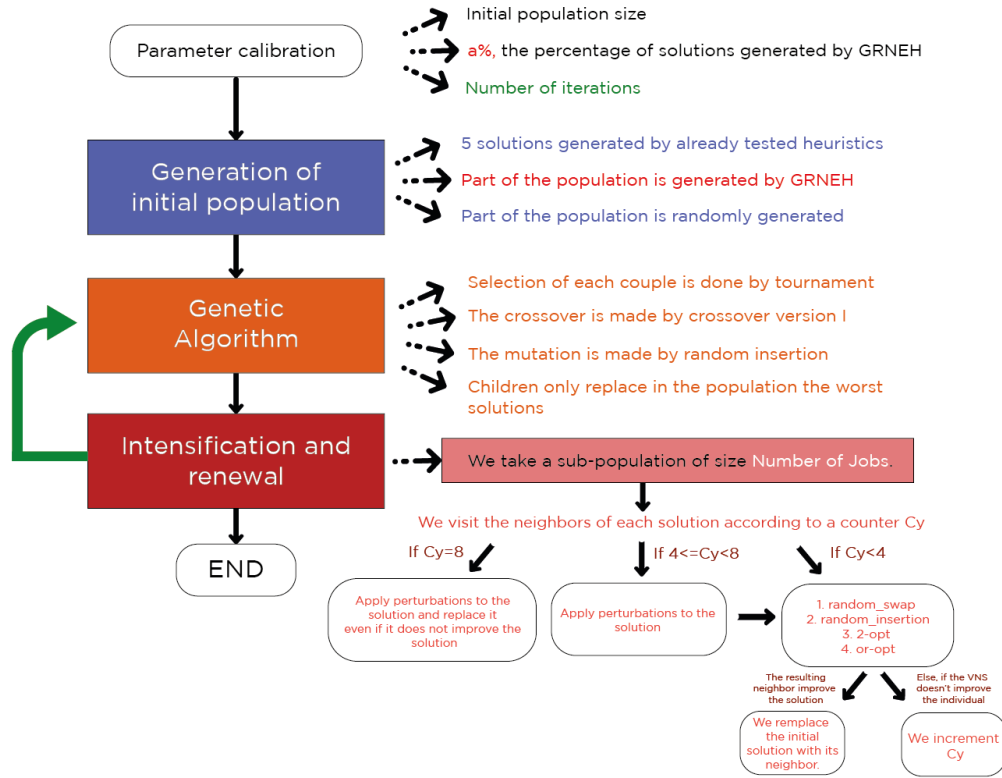 Parameter calibration
Initial population size
a%, the percentage of solutions generated by GRNEH
Number of iterations
Generation of
initial population
5 solutions generated by already tested heuristics
Part of the population is generated by GRNEH
Part of the population is randomly generated
Genetic
Algorithm
Selection of each couple is done by tournament
The crossover is made by crossover version I
The mutation is made by random insertion
Children only replace in the population the worst
solutions
Intensification and
renewal
We take a sub-population of size Number of Jobs.
We visit the neighbors of each solution according to a counter Cy
END
If Cy=8
If 4<=Cy<8
If Cy<4
Apply perturbations to the
solution and replace it
even if it does not improve the
solution
Apply perturbations to the
solution
1. random_swap
2. random_insertion
3. 2-opt
4. or-opt
The resulting
neighbor improve
the solution
Else, if the VNS
doesn't improve
the individual
We remplace
the initial
solution with its
neighbor.
We increment
Cy